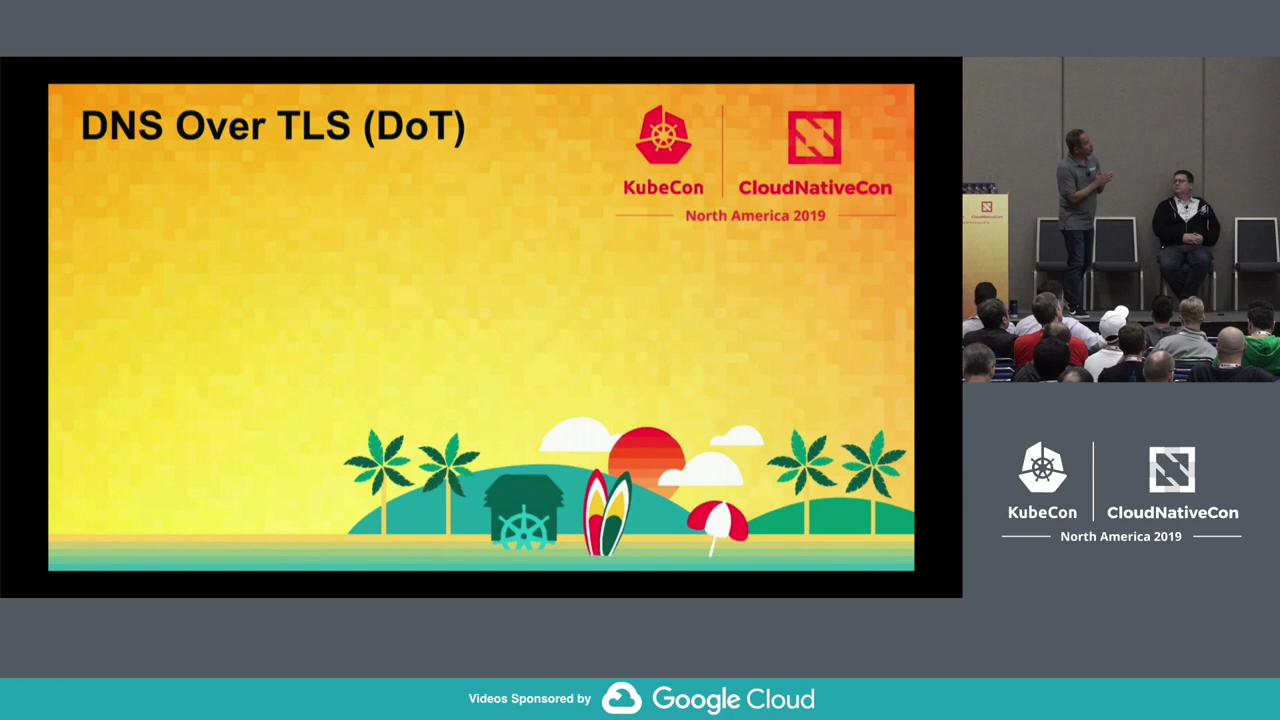 DNS Over TLS (DoT)
KubeCon
CloudNativeCon
North America 2019
KubeCon
CloudNativeCon
North America 2019
Videos Sponsored by
Google Cloud